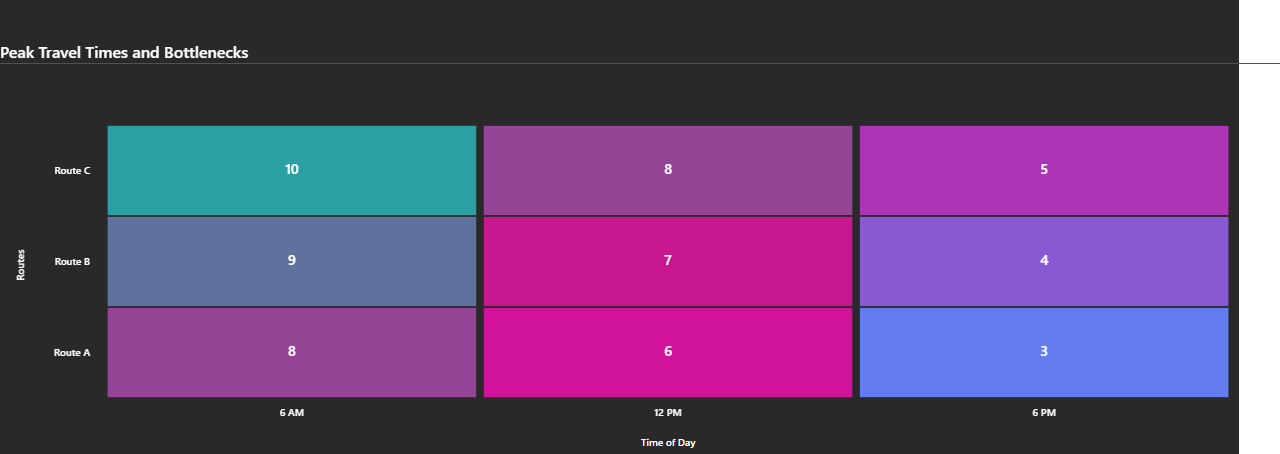 Peak Travel Times and Bottlenecks
Route C 10 8 5
Routes
Route B 9 7 4
Route A 8 6 3
6 AM 12 PM 6 PM
Time of Day